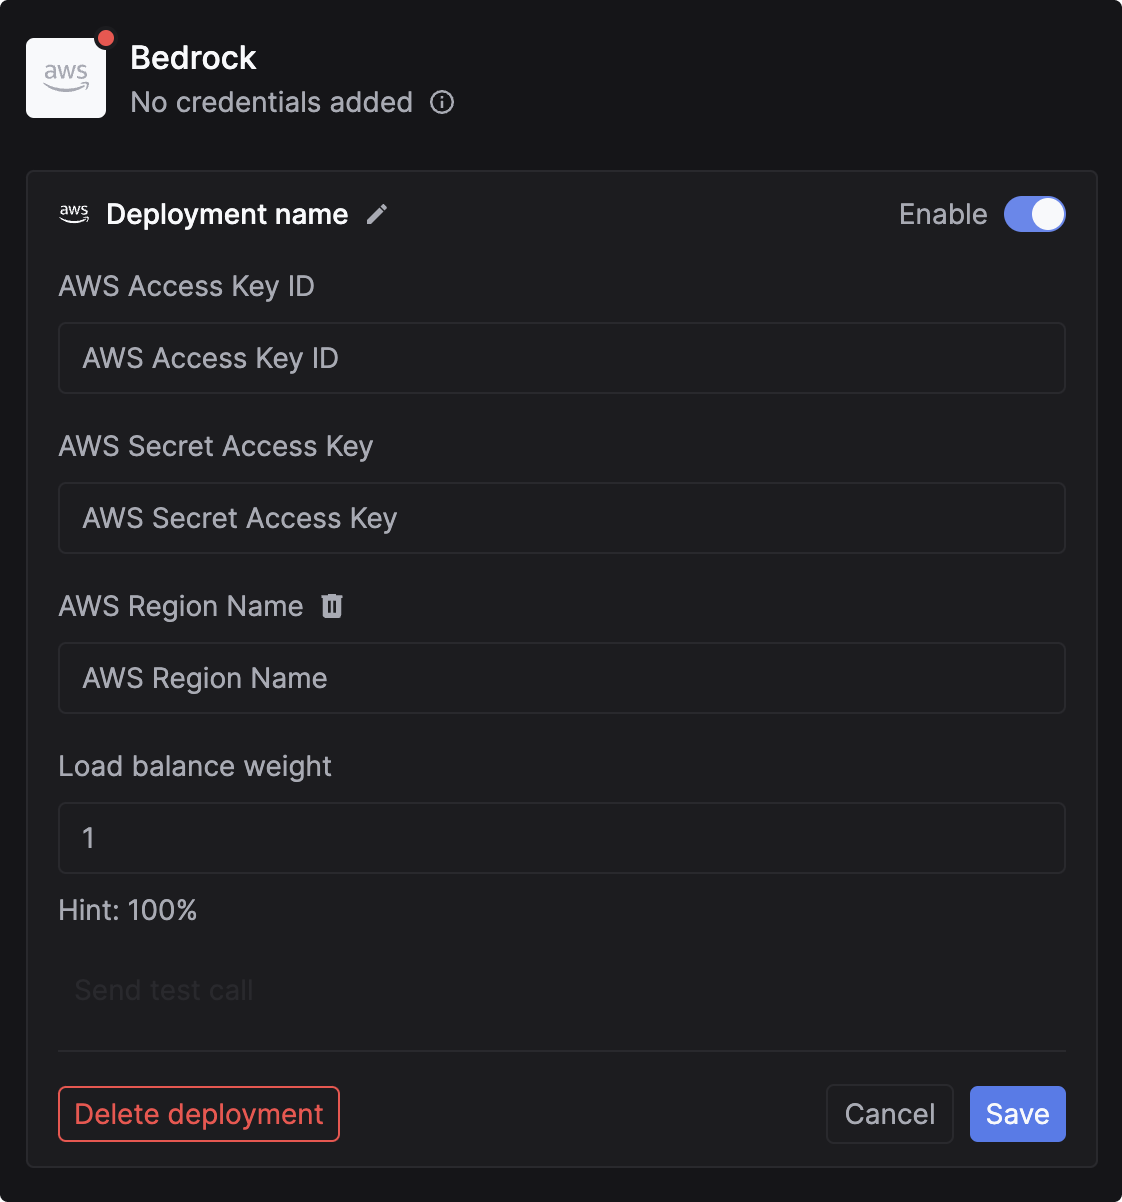 aws
Bedrock
No credentials added
aws
Deployment name
Enable
AWS Access Key ID
AWS Access Key ID
AWS Secret Access Key
AWS Secret Access Key
AWS Region Name
AWS Region Name
Load balance weight
1
Hint: 100%
Send test call
Delete deployment
Cancel
Save